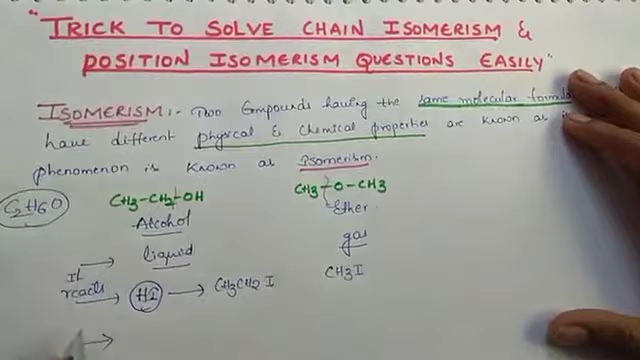 "TRICK TO SOLVE CHAIN ISOMERISM &
POSITION ISOMERISM QUESTIONS EASILY"
ISOMERISM:- Two Compounds having the same molecular formula
have different physical & Chemical properties are known as
phenomenon is known as Isomerism.
C2H6O CH3-CH2-OH CH3-O-CH3
Alcohol Ether
liquid gas
It reacts HI → CH3CH2I CH3I